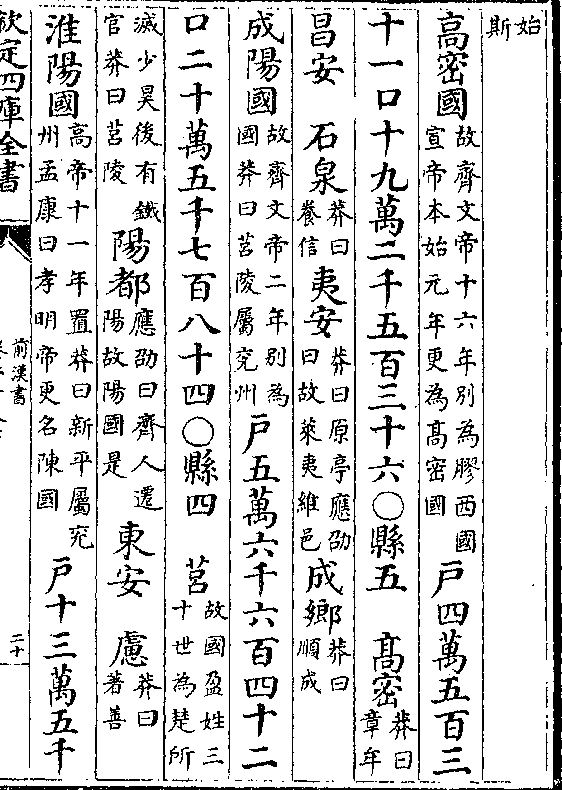 始斯
高密國故齊文帝十六年別為膠西國宣帝本始元年更為髙密國戸四萬五百三
十一口十九萬二千五百三十六○縣五 髙密莽曰章牟
昌安 石泉莽曰養信夷安莽曰原亭應劭曰故萊夷維邑成鄉莽曰順成
成陽國故齊文帝二年別為國莽曰莒陵屬兖州戸五萬六千六百四十二
口二十萬五千七百八十四○縣四 莒故國盈姓三十世為楚所
滅少昊後有鐵官莽曰莒陵陽都應劭曰齊人遷陽故陽國是東安 慮莽曰著善
淮陽國高帝十一年置莽曰新平屬兖州孟康曰孝明帝更名陳國戸十三萬五千
欽定四庫全書
前漢書
二十